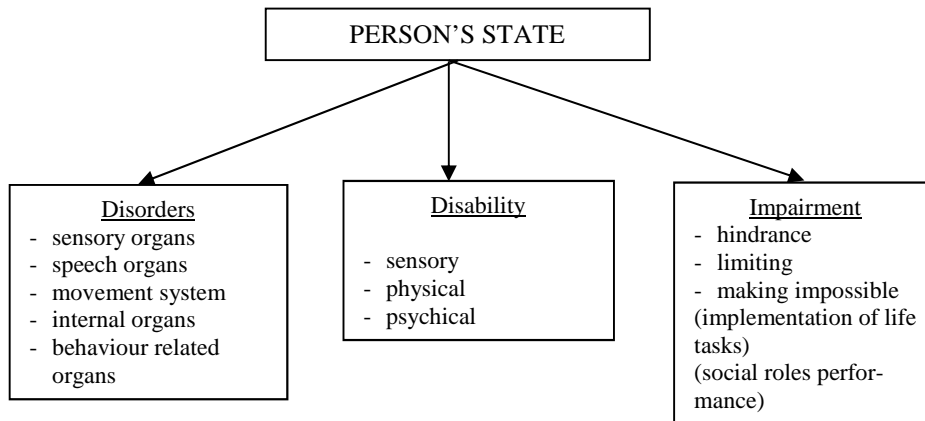 PERSON'S STATE
Disorders
- sensory organs
- speech organs
- movement system
- internal organs
- behaviour related
organs
Disability
- sensory
- physical
- psychical
Impairment
- hindrance
- limiting
- making impossible
(implementation of life
tasks)
(social roles perfor-
mance)